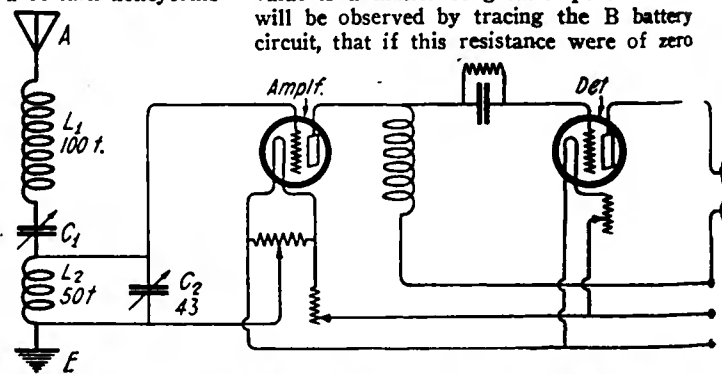 will be observed by tracing the B battery
circuit, that if this resistance were of zero
A
Amplf.
Det
L1
100 t.
C1
L2
50t
C2
43
E